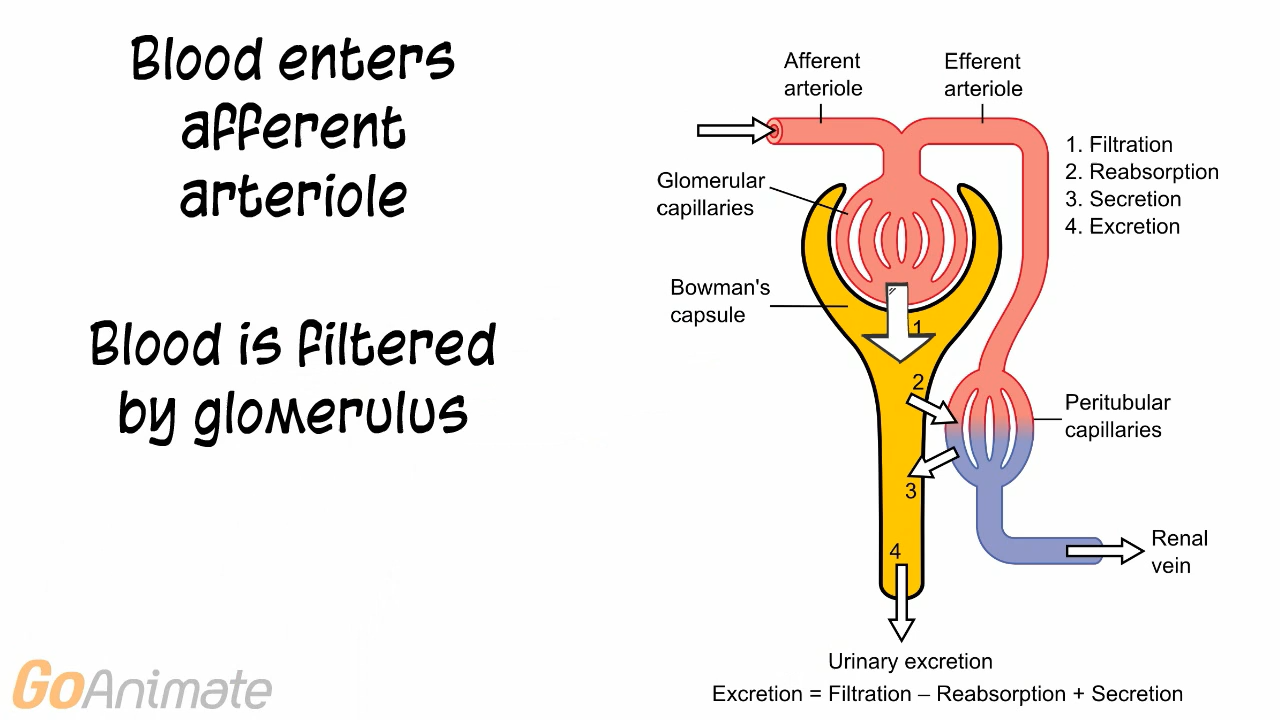 Blood enters
afferent
arteriole
Blood is filtered
by glomerulus
Afferent
arteriole
Efferent
arteriole
1. Filtration
2. Reabsorption
3. Secretion
4. Excretion
Glomerular
capillaries
Bowman's
capsule
1
2
3
4
Peritubular
capillaries
Renal
vein
Urinary excretion
Excretion = Filtration – Reabsorption + Secretion
GoAnimate